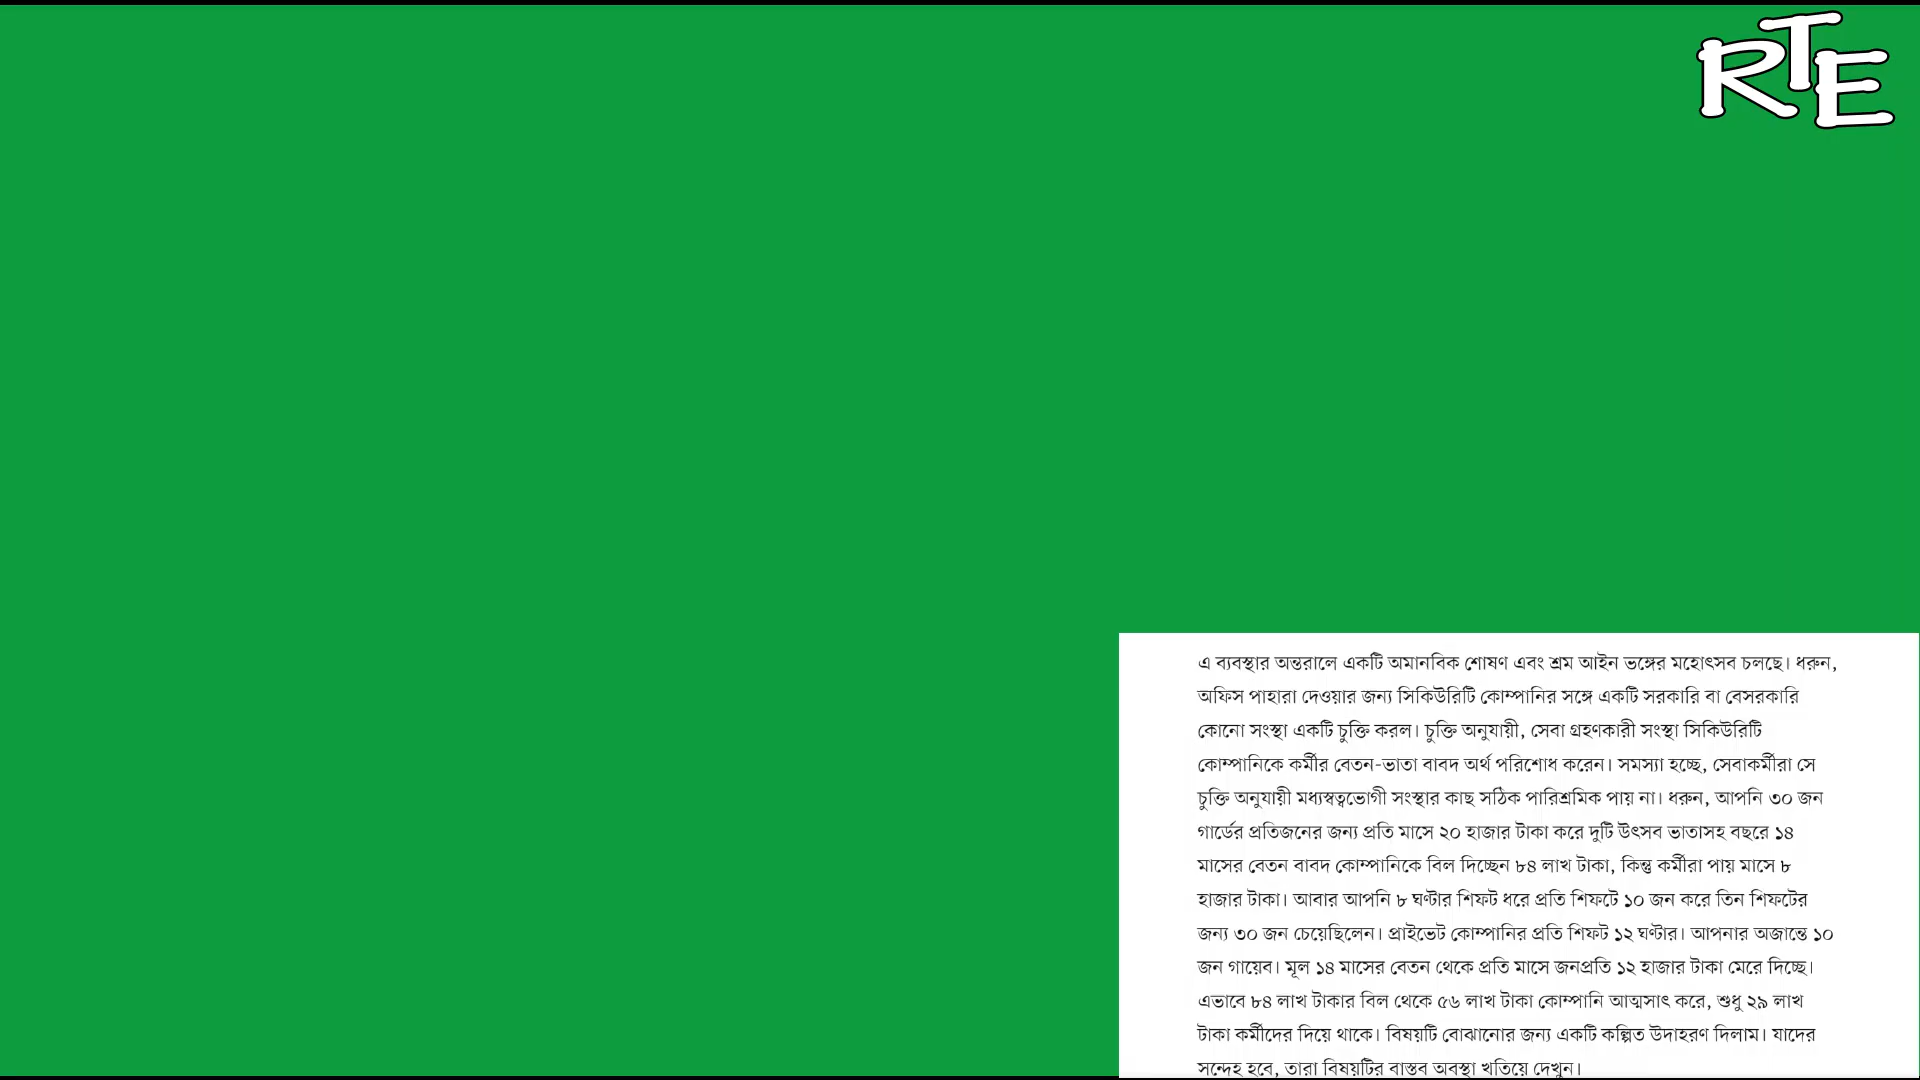 RTE
এ ব্যবস্থার অন্তরালে একটি অমানবিক শোষণ এবং শ্রম আইন ভঙ্গের মহোৎসব চলছে। ধরুন,
অফিস পাহারা দেওয়ার জন্য সিকিউরিটি কোম্পানির সঙ্গে একটি সরকারি বা বেসরকারি
কোনো সংস্থা একটি চুক্তি করল। চুক্তি অনুযায়ী, সেবা গ্রহণকারী সংস্থা সিকিউরিটি
কোম্পানিকে কর্মীর বেতন-ভাতা বাবদ অর্থ পরিশোধ করেন। সমস্যা হচ্ছে, সেবাকর্মীরা সে
চুক্তি অনুযায়ী মধ্যস্বত্বভোগী সংস্থার কাছ সঠিক পারিশ্রমিক পায় না। ধরুন, আপনি ৩০ জন
গার্ডের প্রতিজনের জন্য প্রতি মাসে ২০ হাজার টাকা করে দুটি উৎসব ভাতাসহ বছরে ১৪
মাসের বেতন বাবদ কোম্পানিকে বিল দিচ্ছেন ৮৪ লাখ টাকা, কিন্তু কর্মীরা পায় মাসে ৮
হাজার টাকা। আবার আপনি ৮ ঘণ্টার শিফট ধরে প্রতি শিফটে ১০ জন করে তিন শিফটের
জন্য ৩০ জন চেয়েছিলেন। প্রাইভেট কোম্পানির প্রতি শিফট ১২ ঘণ্টার। আপনার অজান্তে ১০
জন গায়েব। মূল ১৪ মাসের বেতন থেকে প্রতি মাসে জনপ্রতি ১২ হাজার টাকা মেরে দিচ্ছে।
এভাবে ৮৪ লাখ টাকার বিল থেকে ৫৬ লাখ টাকা কোম্পানি আত্মসাৎ করে, শুধু ২৯ লাখ
টাকা কর্মীদের দিয়ে থাকে। বিষয়টি বোঝানোর জন্য একটি কল্পিত উদাহরণ দিলাম। যাদের
সন্দেহ হবে, তারা বিষয়টির বাস্তব অবস্থা খতিয়ে দেখুন।